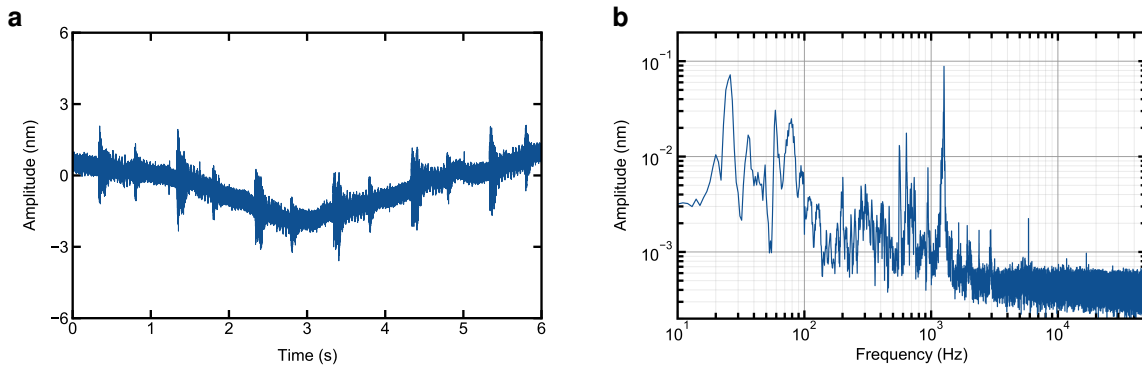 a
6
3
0
−3
−6
Amplitude (nm)
0 1 2 3 4 5 6
Time (s)
b
10⁻¹
10⁻²
10⁻³
Amplitude (nm)
10¹ 10² 10³ 10⁴
Frequency (Hz)